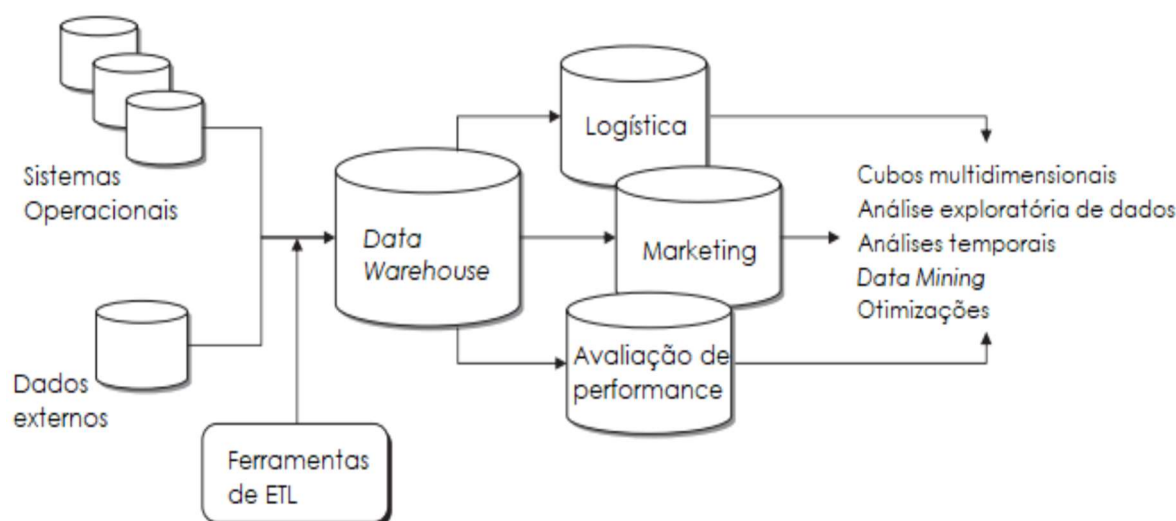 Sistemas
Operacionais
Dados
externos
Ferramentas
de ETL
Data
Warehouse
Logística
Marketing
Avaliação de
performance
Cubos multidimensionais
Análise exploratória de dados
Análises temporais
Data Mining
Otimizações